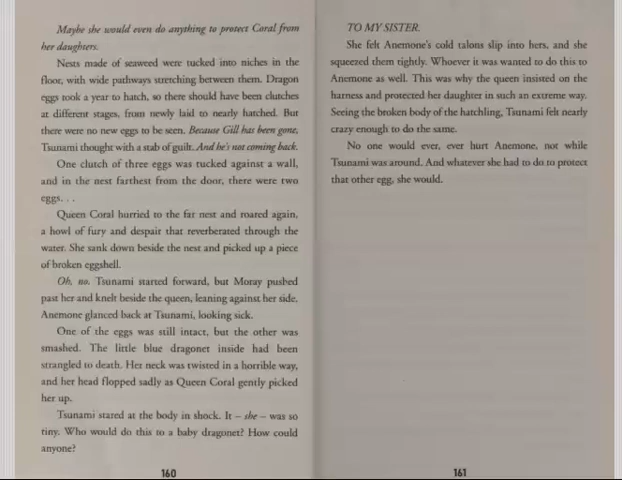 Maybe she would even do anything to protect Coral from
her daughters.
Nests made of seaweed were tucked into niches in the
floor, with wide pathways stretching between them. Dragon
eggs took a year to hatch, so there should have been clutches
at different stages, from newly laid to nearly hatched. But
there were no new eggs to be seen. Because Gill has been gone,
Tsunami thought with a stab of guilt. And he's not coming back.
One clutch of three eggs was tucked against a wall,
and in the nest farthest from the door, there were two
eggs. . .
Queen Coral hurried to the far nest and roared again,
a howl of fury and despair that reverberated through the
water. She sank down beside the nest and picked up a piece
of broken eggshell.
Oh, no. Tsunami started forward, but Moray pushed
past her and knelt beside the queen, leaning against her side.
Anemone glanced back at Tsunami, looking sick.
One of the eggs was still intact, but the other was
smashed. The little blue dragonet inside had been
strangled to death. Her neck was twisted in a horrible way,
and her head flopped sadly as Queen Coral gently picked
her up.
Tsunami stared at the body in shock. It – she – was so
tiny. Who would do this to a baby dragonet? How could
anyone?
160
TO MY SISTER.
She felt Anemone's cold talons slip into hers, and she
squeezed them tightly. Whoever it was wanted to do this to
Anemone as well. This was why the queen insisted on the
harness and protected her daughter in such an extreme way.
Seeing the broken body of the hatchling, Tsunami felt nearly
crazy enough to do the same.
No one would ever, ever hurt Anemone, not while
Tsunami was around. And whatever she had to do to protect
that other egg, she would.
161